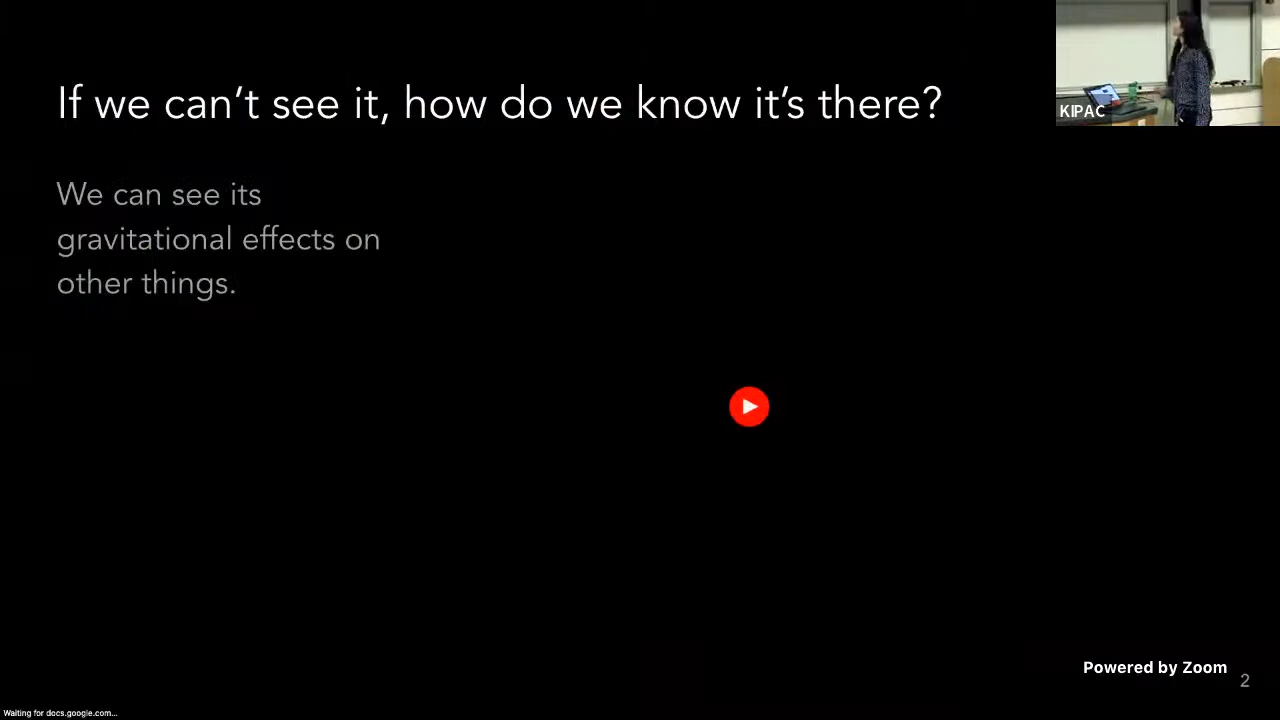 If we can’t see it, how do we know it’s there?
KIPAC
We can see its
gravitational effects on
other things.
Powered by Zoom
2
Waiting for docs.google.com...